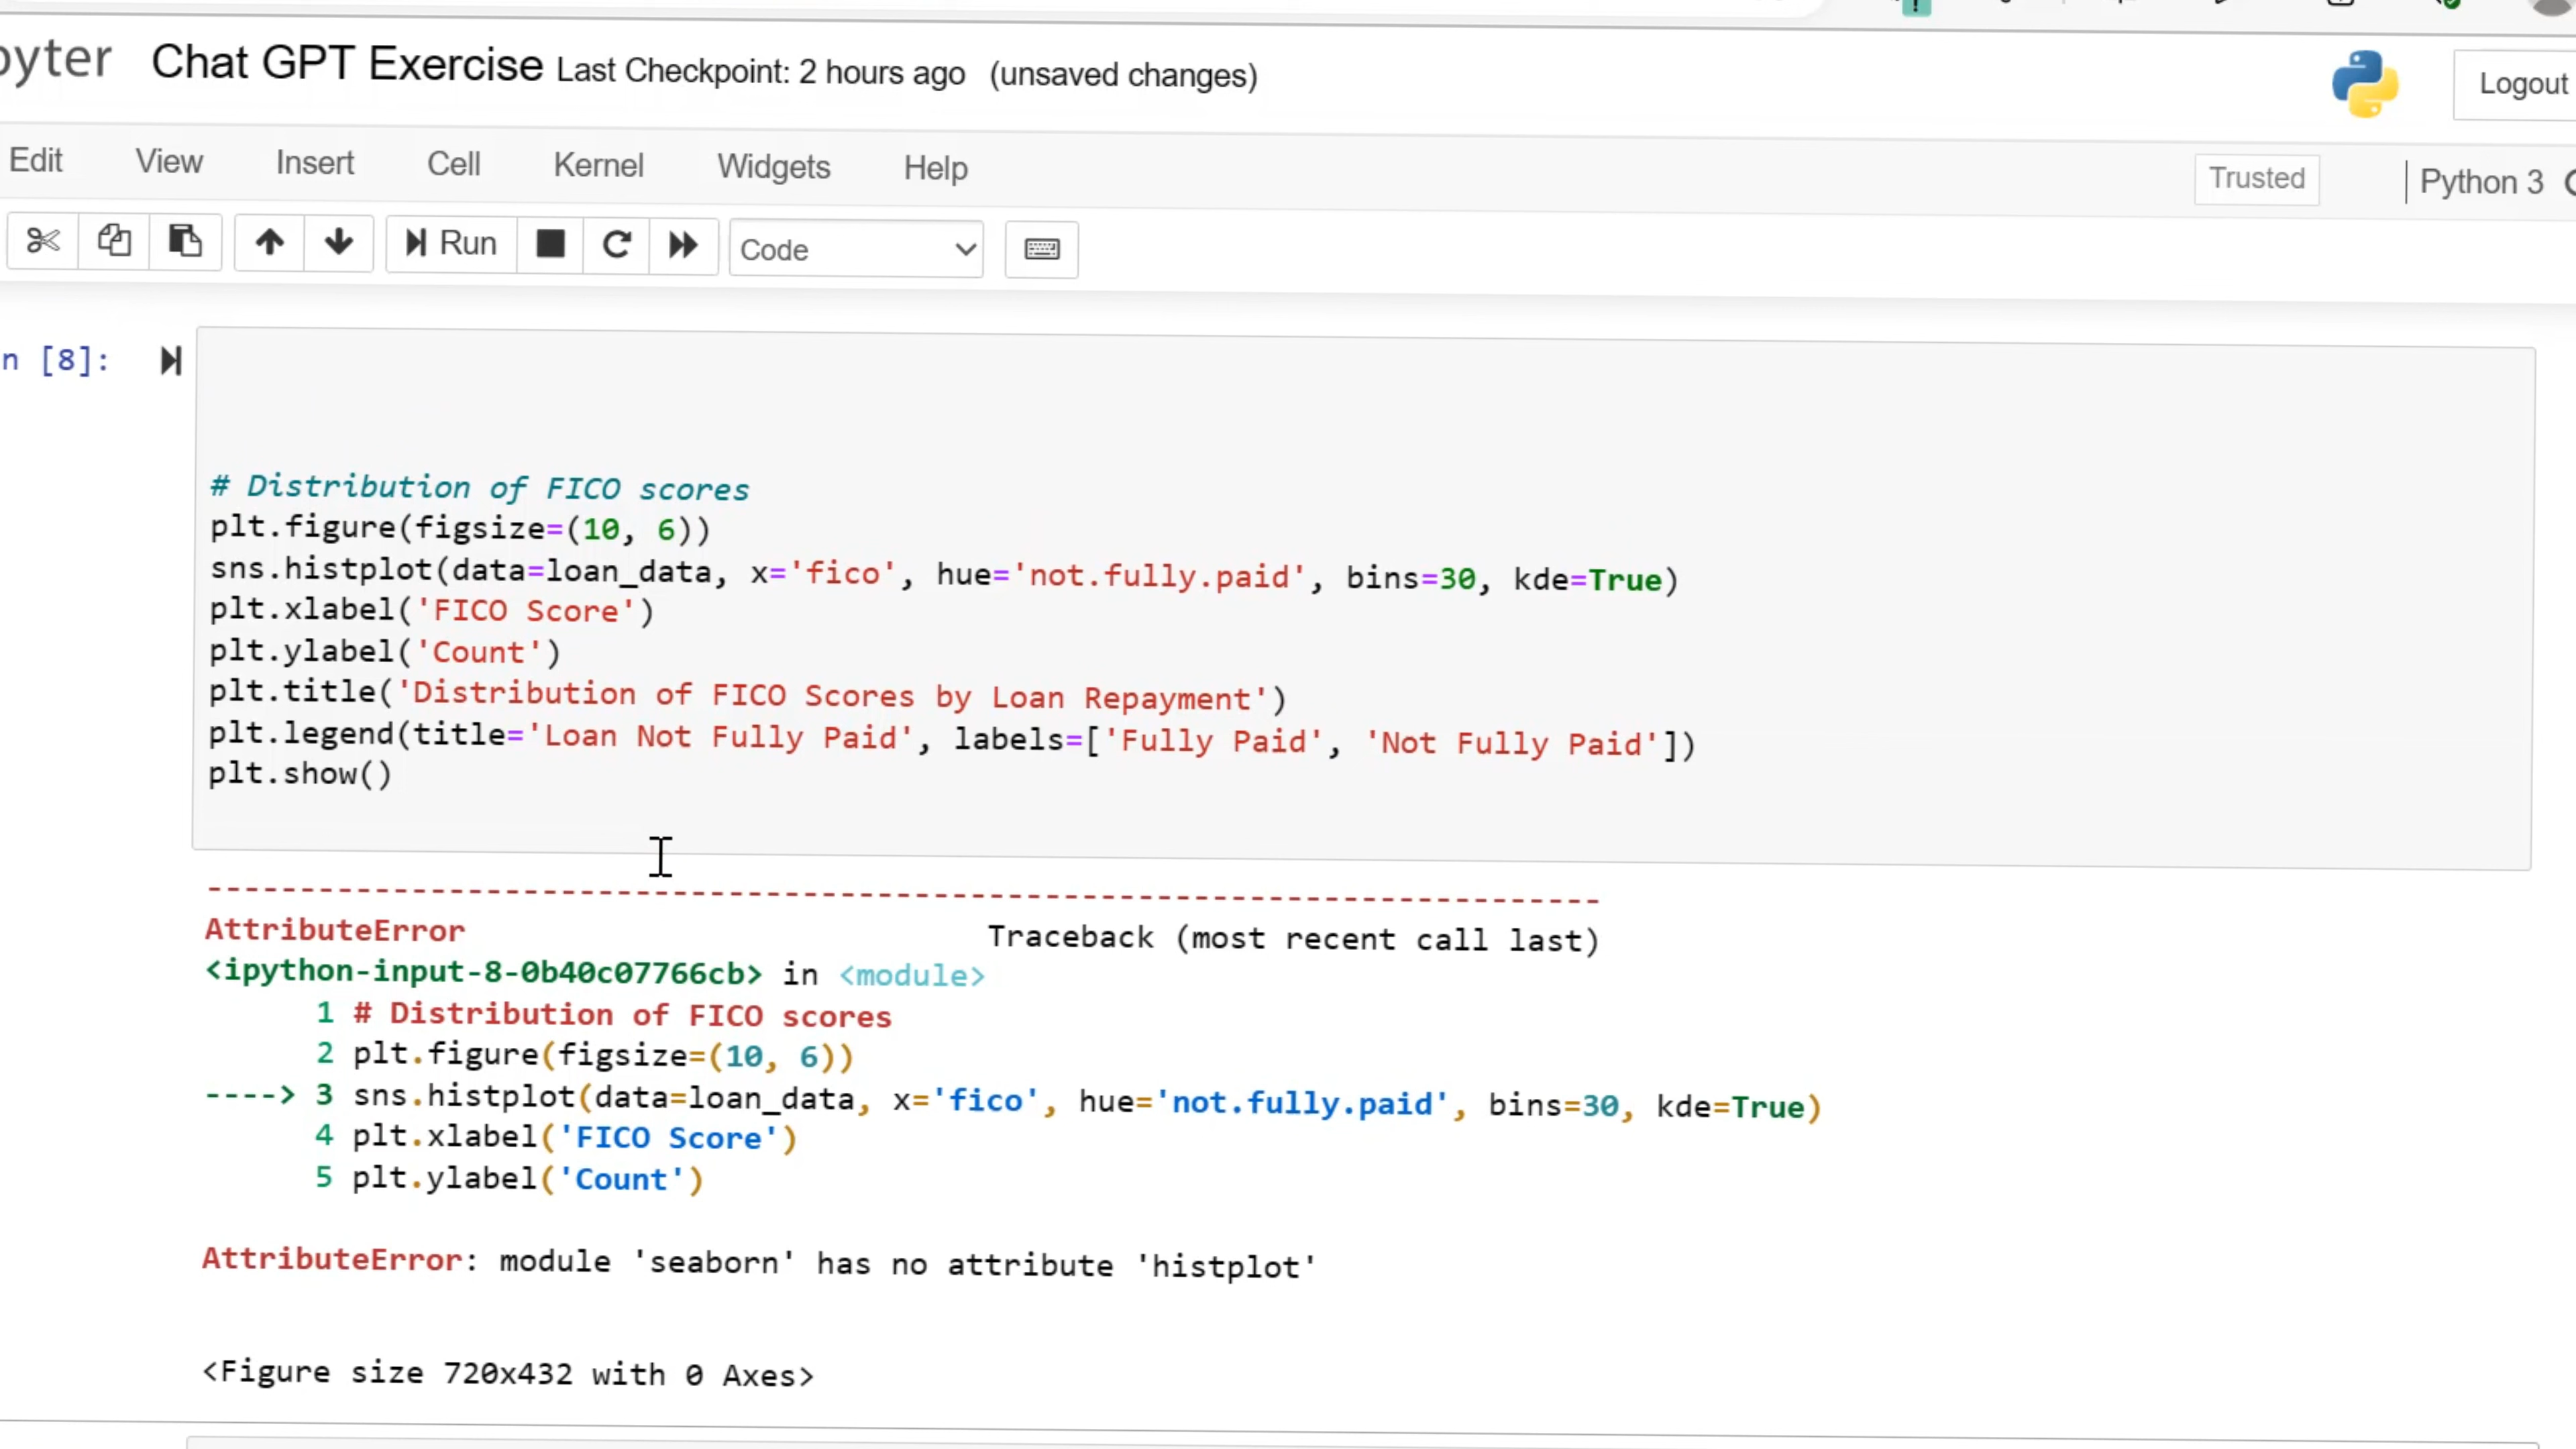 pyter Chat GPT Exercise Last Checkpoint: 2 hours ago (unsaved changes)
Logout
Edit View Insert Cell Kernel Widgets Help
Trusted Python 3
Run Code
n [8]:
# Distribution of FICO scores
plt.figure(figsize=(10, 6))
sns.histplot(data=loan_data, x='fico', hue='not.fully.paid', bins=30, kde=True)
plt.xlabel('FICO Score')
plt.ylabel('Count')
plt.title('Distribution of FICO Scores by Loan Repayment')
plt.legend(title='Loan Not Fully Paid', labels=['Fully Paid', 'Not Fully Paid'])
plt.show()
---------------------------------------------------------------------------
AttributeError Traceback (most recent call last)
<ipython-input-8-0b40c07766cb> in <module>
1 # Distribution of FICO scores
2 plt.figure(figsize=(10, 6))
----> 3 sns.histplot(data=loan_data, x='fico', hue='not.fully.paid', bins=30, kde=True)
4 plt.xlabel('FICO Score')
5 plt.ylabel('Count')
AttributeError: module 'seaborn' has no attribute 'histplot'
<Figure size 720x432 with 0 Axes>